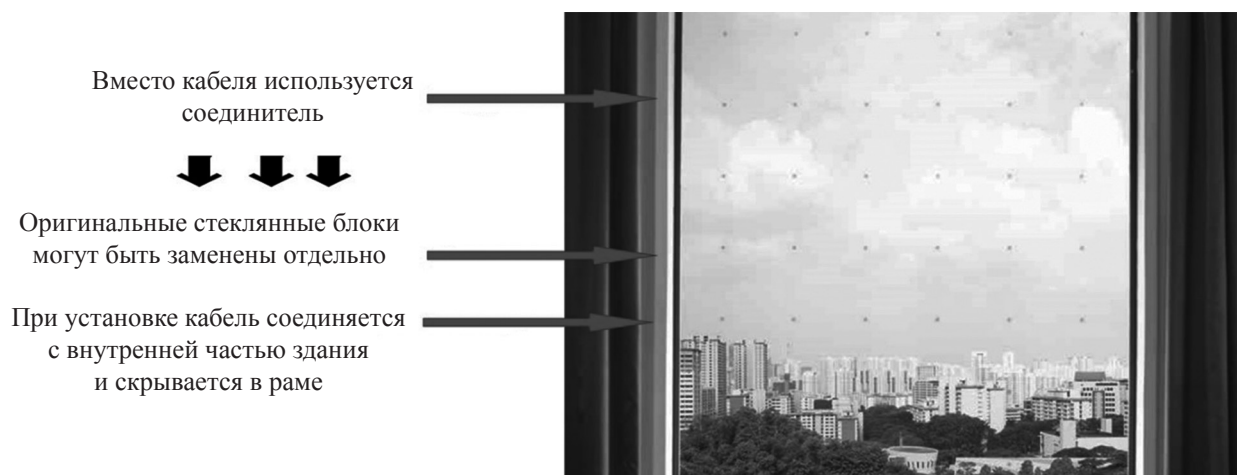 Вместо кабеля используется
соединитель
Оригинальные стеклянные блоки
могут быть заменены отдельно
При установке кабель соединяется
с внутренней частью здания
и скрывается в раме